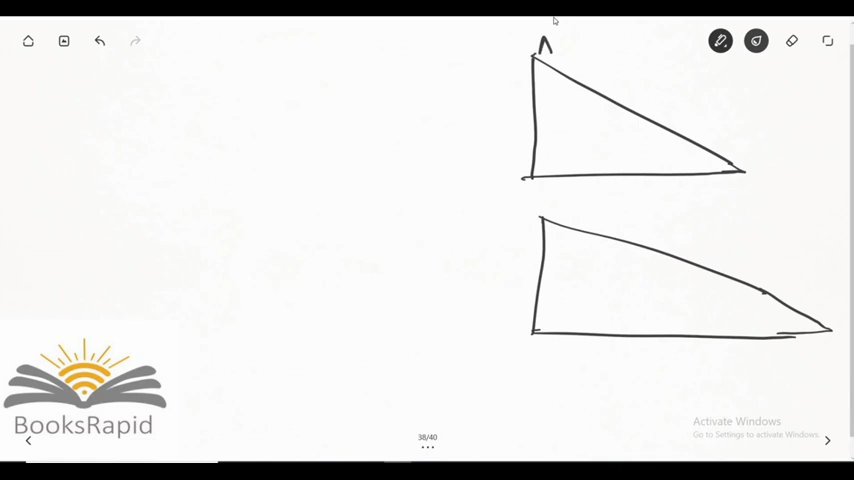 A
BooksRapid
38/40
Activate Windows
Go to Settings to activate Windows.